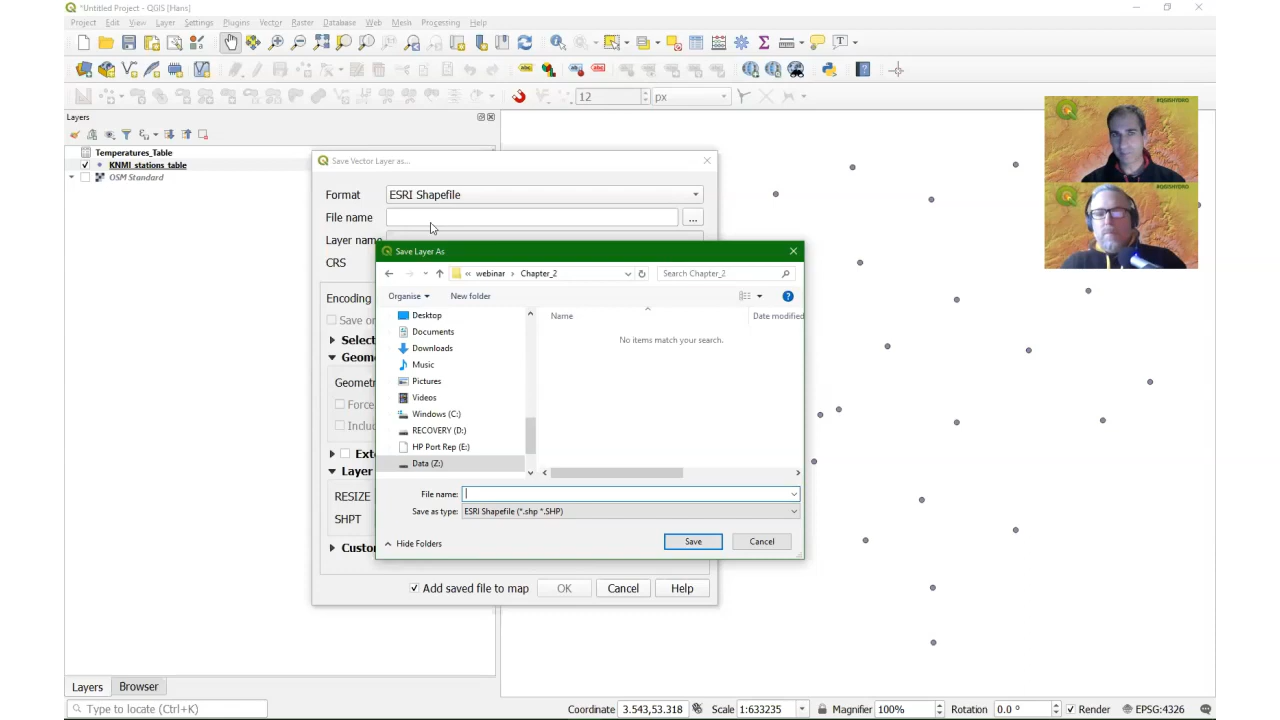 *Untitled Project - QGIS [Hans]
Project Edit View Layer Settings Plugins Vector Raster Database Web Mesh Processing Help
12 px
Layers
Temperatures_Table
KNMI_stations_table
OSM Standard
Save Vector Layer as...
Format ESRI Shapefile
File name ...
Layer name
CRS
Encoding
Save or
Select
Geome
Geometr
Force
Includ
Exte
Layer
RESIZE
SHPT
Custo
Add saved file to map OK Cancel Help
Save Layer As
« webinar › Chapter_2 Search Chapter_2
Organise New folder
Desktop
Documents
Downloads
Music
Pictures
Videos
Windows (C:)
RECOVERY (D:)
HP Port Rep (E:)
Data (Z:)
Name Date modified
No items match your search.
File name:
Save as type: ESRI Shapefile (*.shp *.SHP)
Hide Folders Save Cancel
#QGISHYDRO
#QGISHYDRO
Layers Browser
Type to locate (Ctrl+K) Coordinate 3.543,53.318 Scale 1:633235 Magnifier 100% Rotation 0.0 ° Render EPSG:4326